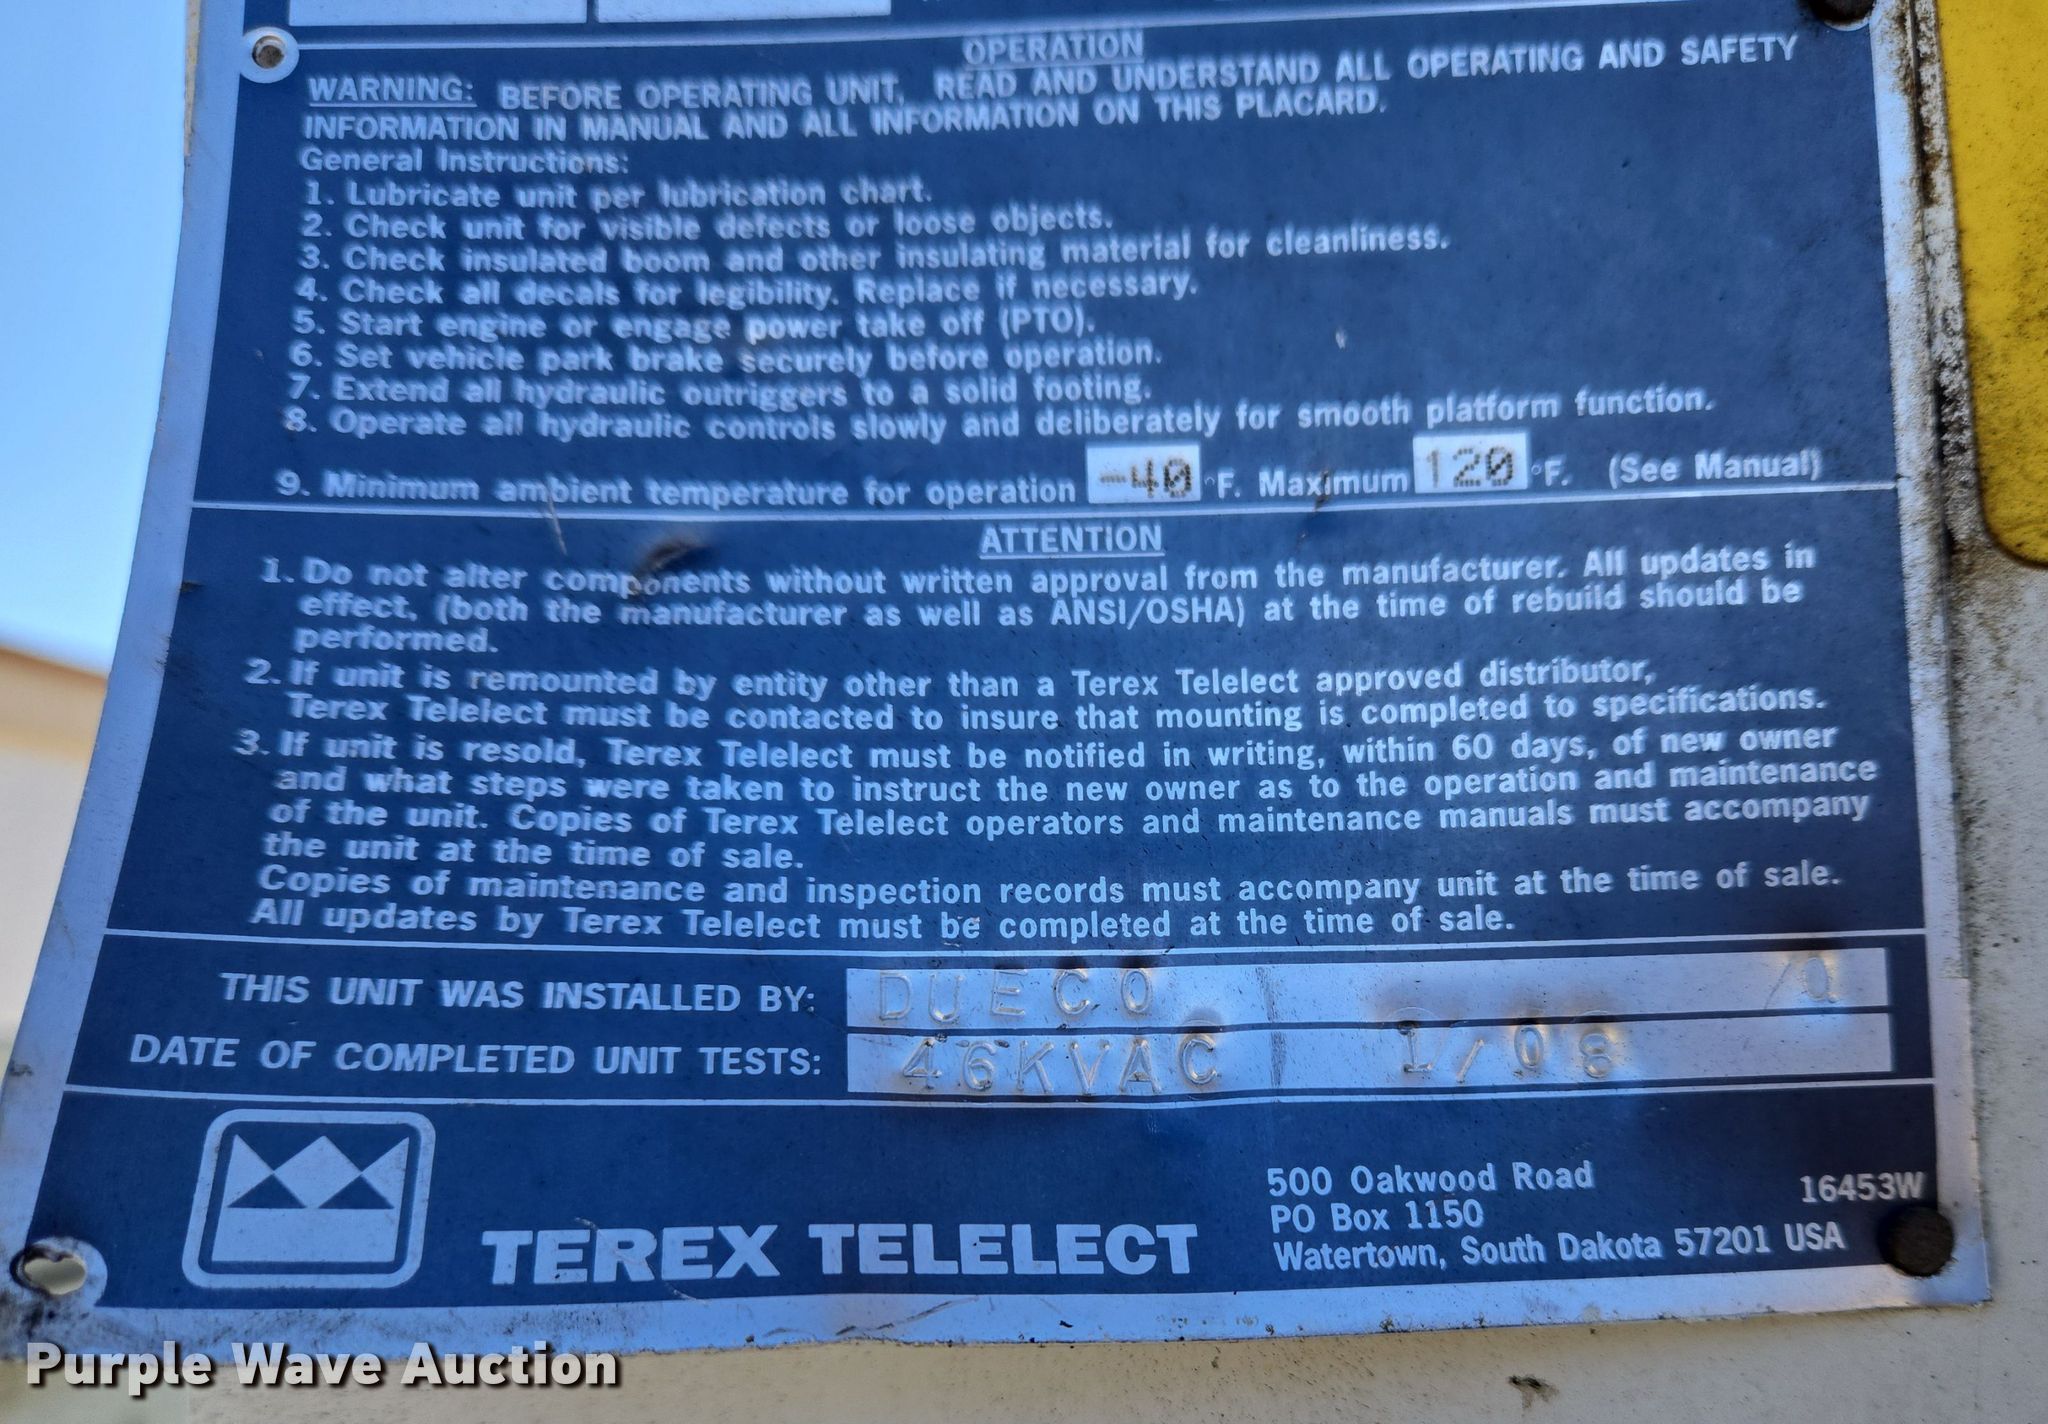 OPERATION
WARNING: BEFORE OPERATING UNIT, READ AND UNDERSTAND ALL OPERATING AND SAFETY
INFORMATION IN MANUAL AND ALL INFORMATION ON THIS PLACARD.
General Instructions:
1. Lubricate unit per lubrication chart.
2. Check unit for visible defects or loose objects.
3. Check insulated boom and other insulating material for cleanliness.
4. Check all decals for legibility. Replace if necessary.
5. Start engine or engage power take off (PTO).
6. Set vehicle park brake securely before operation.
7. Extend all hydraulic outriggers to a solid footing.
8. Operate all hydraulic controls slowly and deliberately for smooth platform function.
9. Minimum ambient temperature for operation -40 °F. Maximum 120 °F. (See Manual)
ATTENTION
1. Do not alter components without written approval from the manufacturer. All updates in
effect, (both the manufacturer as well as ANSI/OSHA) at the time of rebuild should be
performed.
2. If unit is remounted by entity other than a Terex Telelect approved distributor,
Terex Telelect must be contacted to insure that mounting is completed to specifications.
3. If unit is resold, Terex Telelect must be notified in writing, within 60 days, of new owner
and what steps were taken to instruct the new owner as to the operation and maintenance
of the unit. Copies of Terex Telelect operators and maintenance manuals must accompany
the unit at the time of sale.
Copies of maintenance and inspection records must accompany unit at the time of sale.
All updates by Terex Telelect must be completed at the time of sale.
THIS UNIT WAS INSTALLED BY: DUECO
DATE OF COMPLETED UNIT TESTS: 46KVAC 1/08
TEREX TELELECT
500 Oakwood Road
PO Box 1150
Watertown, South Dakota 57201 USA
16453W
Purple Wave Auction